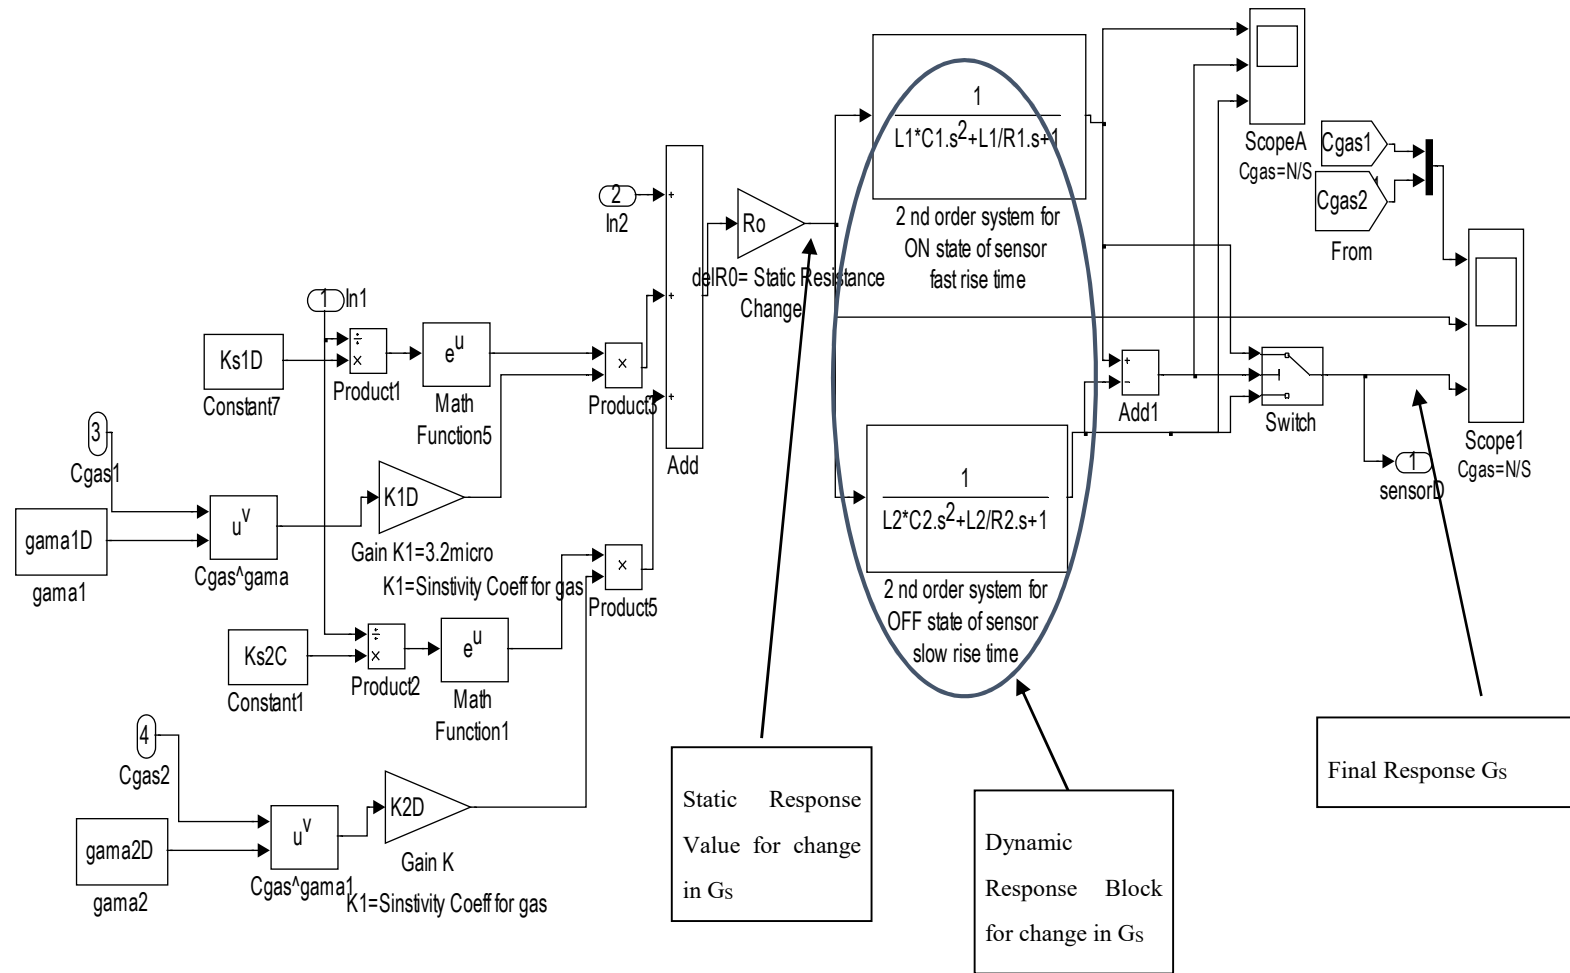 1
L1*C1.s2+L1/R1.s+1
2 nd order system for
ON state of sensor
fast rise time
ScopeA
Cgas=N/S
Cgas1
Cgas2
From
2
In2
+
Ro
delR0= Static Resistance
Change
1
In1
Ks1D
Constant7
÷
×
Product1
eu
Math
Function5
×
Product3
+
+
Add
+
−
Add1
Switch
Scope1
Cgas=N/S
1
sensorD
3
Cgas1
gama1D
gama1
uv
Cgas^gama
K1D
Gain K1=3.2micro
K1=Sinstivity Coeff for gas
×
Product5
1
L2*C2.s2+L2/R2.s+1
2 nd order system for
OFF state of sensor
slow rise time
Ks2C
Constant1
÷
×
Product2
eu
Math
Function1
4
Cgas2
gama2D
gama2
uv
Cgas^gama1
K2D
Gain K
K1=Sinstivity Coeff for gas
Static Response
Value for change
in GS
Dynamic
Response Block
for change in GS
Final Response GS